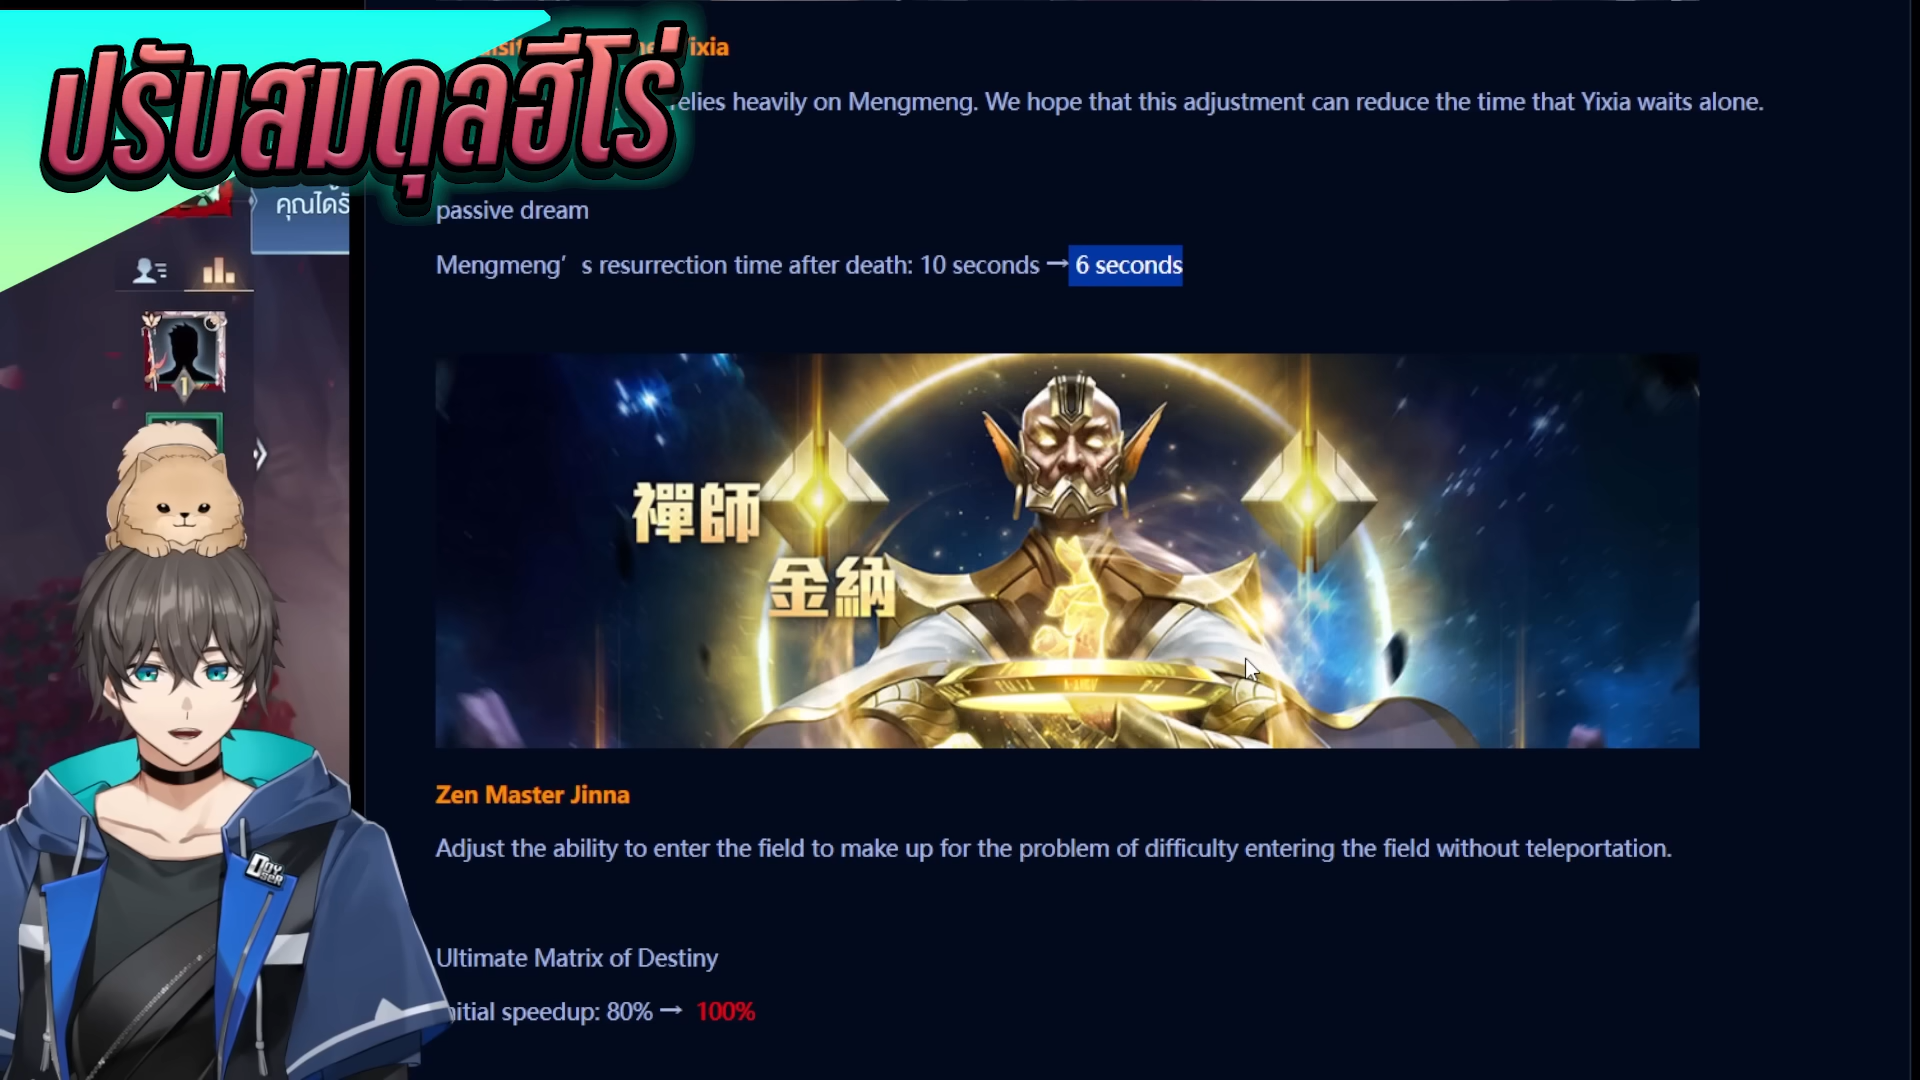 ปรับสมดุลฮีโร่
ixia
relies heavily on Mengmeng. We hope that this adjustment can reduce the time that Yixia waits alone.
คุณได้รั
passive dream
Mengmeng’s resurrection time after death: 10 seconds → 6 seconds
1
禪師
金納
Zen Master Jinna
Adjust the ability to enter the field to make up for the problem of difficulty entering the field without teleportation.
Ultimate Matrix of Destiny
nitial speedup: 80% → 100%